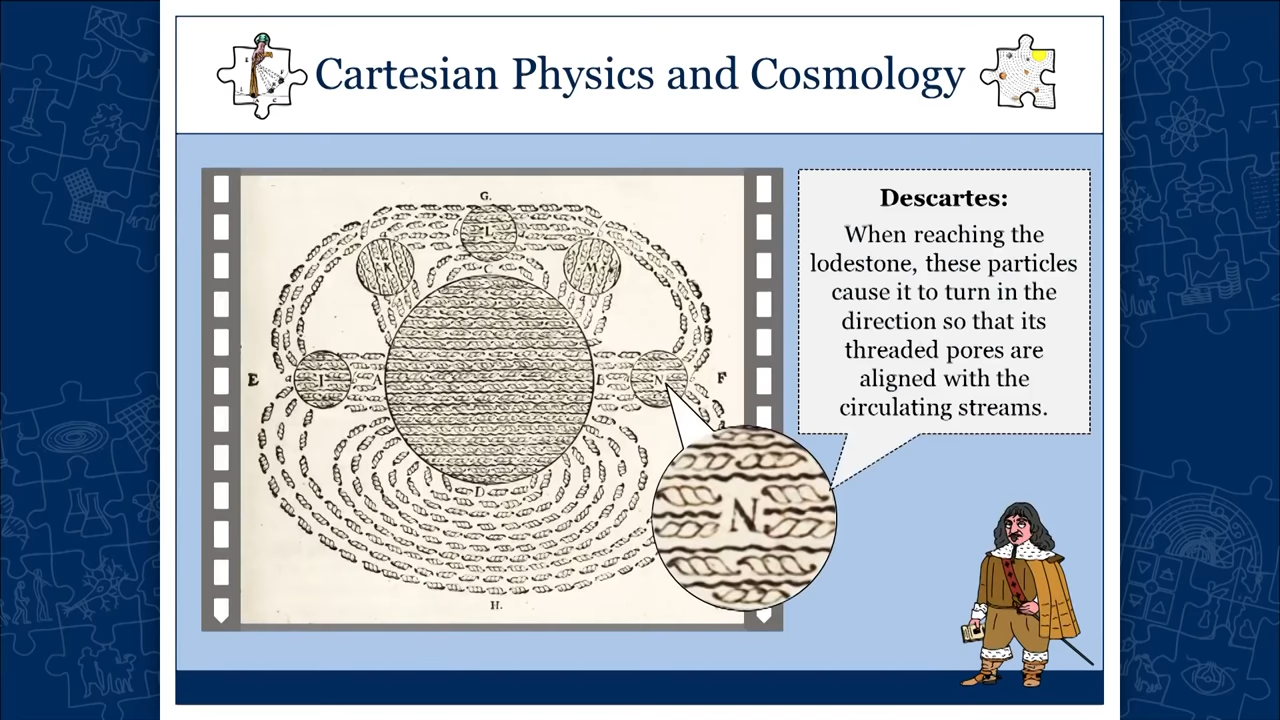 Cartesian Physics and Cosmology
G.
L
K
M
C
E
I
A
B
N
F
D
H.
N
Descartes:
When reaching the
lodestone, these particles
cause it to turn in the
direction so that its
threaded pores are
aligned with the
circulating streams.